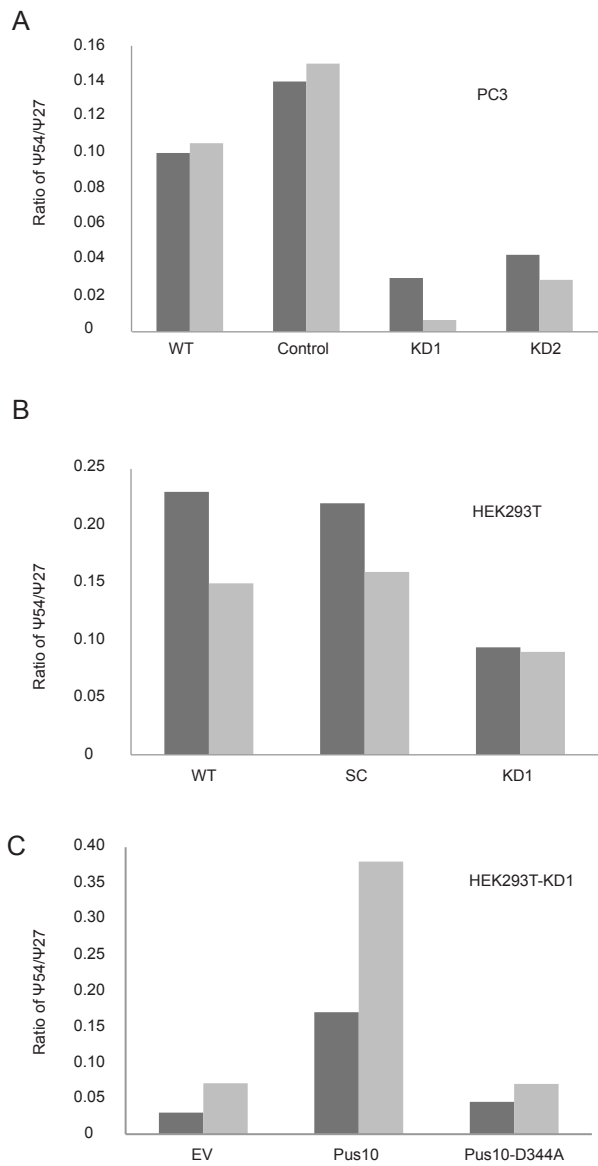 A
0.16
0.14
0.12
0.10
0.08
0.06
0.04
0.02
0
Ratio of Ψ54/Ψ27
PC3
WT Control KD1 KD2
B
0.25
0.20
0.15
0.10
0.05
0
Ratio of Ψ54/Ψ27
HEK293T
WT SC KD1
C
0.40
0.35
0.30
0.25
0.20
0.15
0.10
0.05
0
Ratio of Ψ54/Ψ27
HEK293T-KD1
EV Pus10 Pus10-D344A